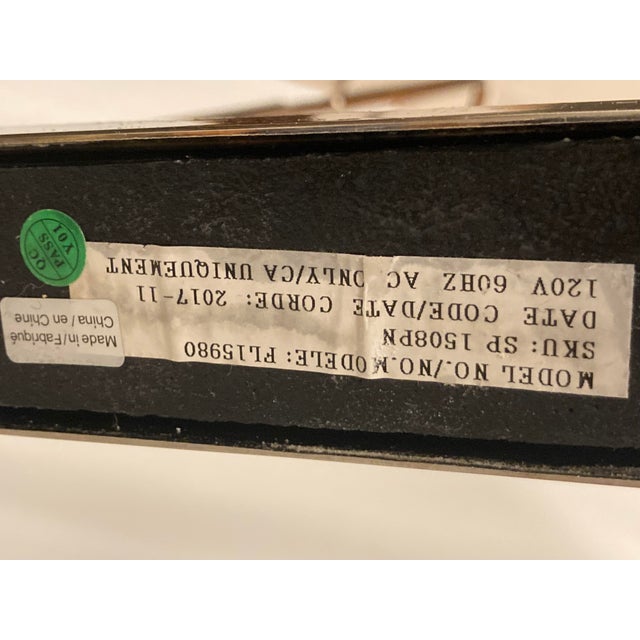 MODEL NO./NO.MODELE: PL15980
SKU: SP 1508PN
DATE CODE/DATE CORDE: 2017-11
120V 60HZ AC ONLY/CA UNIQUEMENT
Made in/Fabriqué
China / en Chine
QC
PASS
Y01